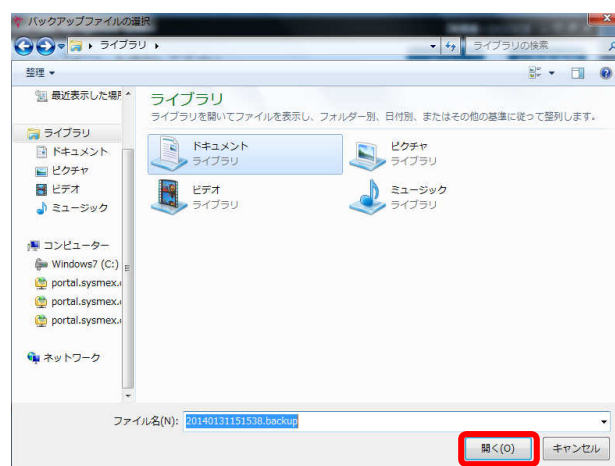 バックアップファイルの選択
ライブラリ
ライブラリの検索
整理
最近表示した場所
ライブラリ
ドキュメント
ピクチャ
ビデオ
ミュージック
コンピューター
Windows7 (C:)
portal.sysmex.
portal.sysmex.
portal.sysmex.
ネットワーク
ライブラリ
ライブラリを開いてファイルを表示し、フォルダー別、日付別、またはその他の基準に従って整列します。
ドキュメント
ライブラリ
ピクチャ
ライブラリ
ビデオ
ライブラリ
ミュージック
ライブラリ
ファイル名(N): 20140131151538.backup
開く(O) キャンセル